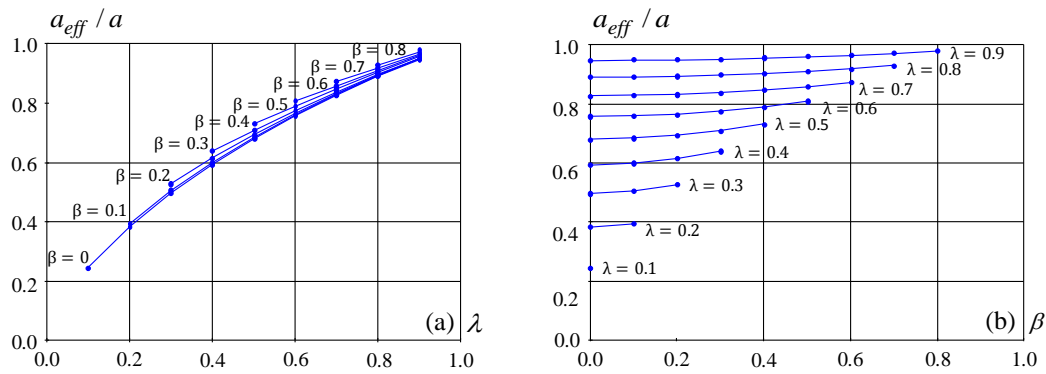 a_eff / a
1.0
0.8
0.6
0.4
0.2
0.0
β = 0.8
β = 0.7
β = 0.6
β = 0.5
β = 0.4
β = 0.3
β = 0.2
β = 0.1
β = 0
(a) λ
0.0 0.2 0.4 0.6 0.8 1.0
a_eff / a
1.0
0.8
0.6
0.4
0.2
0.0
λ = 0.9
λ = 0.8
λ = 0.7
λ = 0.6
λ = 0.5
λ = 0.4
λ = 0.3
λ = 0.2
λ = 0.1
(b) β
0.0 0.2 0.4 0.6 0.8 1.0